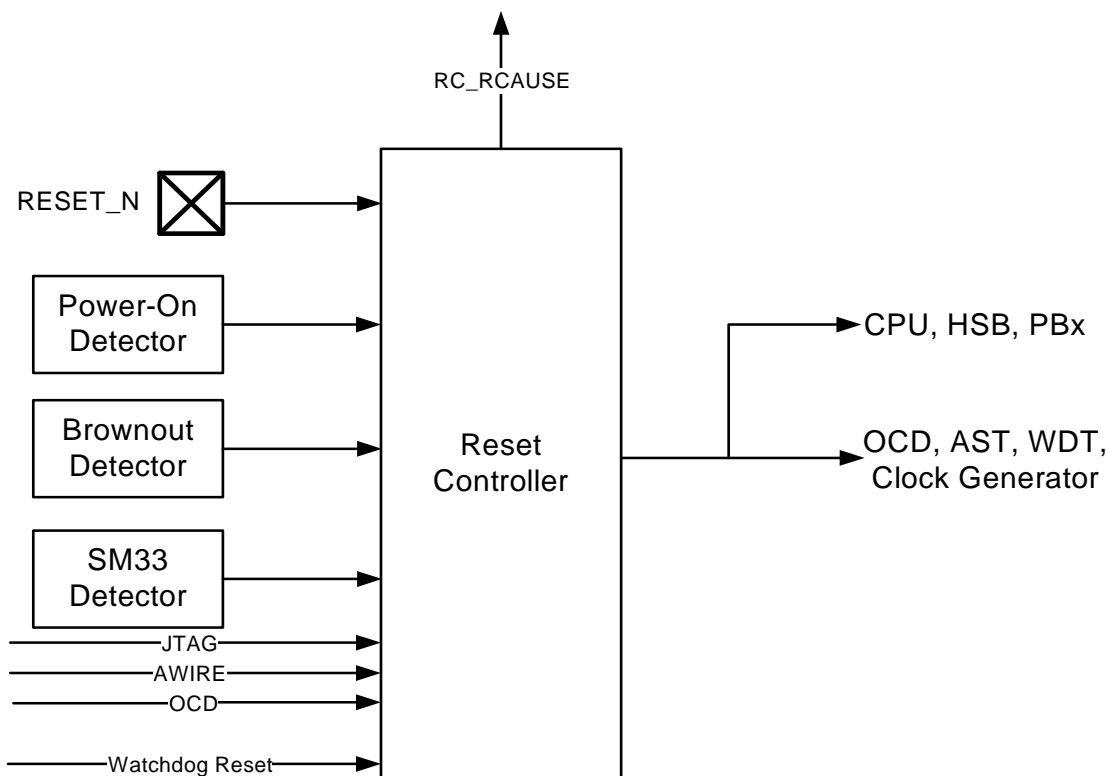 RC_RCAUSE
RESET_N
Power-On
Detector
CPU, HSB, PBx
Brownout
Detector
Reset
Controller
OCD, AST, WDT,
Clock Generator
SM33
Detector
JTAG
AWIRE
OCD
Watchdog Reset